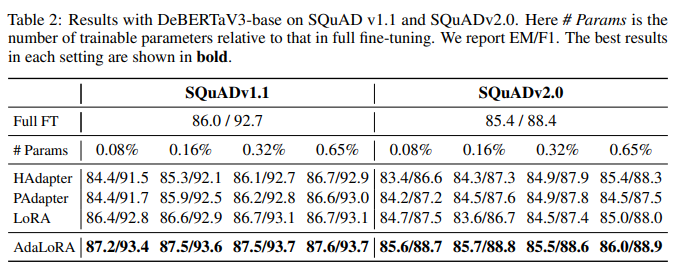 Table 2: Results with DeBERTaV3-base on SQuAD v1.1 and SQuADv2.0. Here # Params is the
number of trainable parameters relative to that in full fine-tuning. We report EM/F1. The best results
in each setting are shown in bold.
SQuADv1.1 SQuADv2.0
Full FT 86.0 / 92.7 85.4 / 88.4
# Params 0.08% 0.16% 0.32% 0.65% 0.08% 0.16% 0.32% 0.65%
HAdapter 84.4/91.5 85.3/92.1 86.1/92.7 86.7/92.9 83.4/86.6 84.3/87.3 84.9/87.9 85.4/88.3
PAdapter 84.4/91.7 85.9/92.5 86.2/92.8 86.6/93.0 84.2/87.2 84.5/87.6 84.9/87.8 84.5/87.5
LoRA 86.4/92.8 86.6/92.9 86.7/93.1 86.7/93.1 84.7/87.5 83.6/86.7 84.5/87.4 85.0/88.0
AdaLoRA 87.2/93.4 87.5/93.6 87.5/93.7 87.6/93.7 85.6/88.7 85.7/88.8 85.5/88.6 86.0/88.9